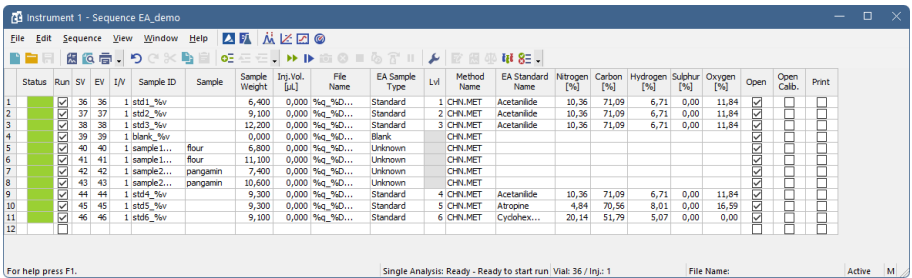 Instrument 1 - Sequence EA_demo
File Edit Sequence View Window Help
Status Run SV EV I/V Sample ID Sample Sample Weight Inj.Vol. [µL] File Name EA Sample Type Lvl Method Name EA Standard Name Nitrogen [%] Carbon [%] Hydrogen [%] Sulphur [%] Oxygen [%] Open Open Calib. Print
1 36 36 1 std1_%v 6,400 0,000 %q_%D... Standard 1 CHN.MET Acetanilide 10,36 71,09 6,71 0,00 11,84
2 37 37 1 std2_%v 9,100 0,000 %q_%D... Standard 2 CHN.MET Acetanilide 10,36 71,09 6,71 0,00 11,84
3 38 38 1 std3_%v 12,200 0,000 %q_%D... Standard 3 CHN.MET Acetanilide 10,36 71,09 6,71 0,00 11,84
4 39 39 1 blank_%v 0,000 0,000 %q_%D... Blank CHN.MET
5 40 40 1 sample1... flour 6,800 0,000 %q_%D... Unknown CHN.MET
6 41 41 1 sample1... flour 11,100 0,000 %q_%D... Unknown CHN.MET
7 42 42 1 sample2... pangamin 7,400 0,000 %q_%D... Unknown CHN.MET
8 43 43 1 sample2... pangamin 10,600 0,000 %q_%D... Unknown CHN.MET
9 44 44 1 std4_%v 9,300 0,000 %q_%D... Standard 4 CHN.MET Acetanilide 10,36 71,09 6,71 0,00 11,84
10 45 45 1 std5_%v 9,300 0,000 %q_%D... Standard 5 CHN.MET Atropine 4,84 70,56 8,01 0,00 16,59
11 46 46 1 std6_%v 9,100 0,000 %q_%D... Standard 6 CHN.MET Cyclohex... 20,14 51,79 5,07 0,00 0,00
12
For help press F1. Single Analysis: Ready - Ready to start run Vial: 36 / Inj.: 1 File Name: Active M